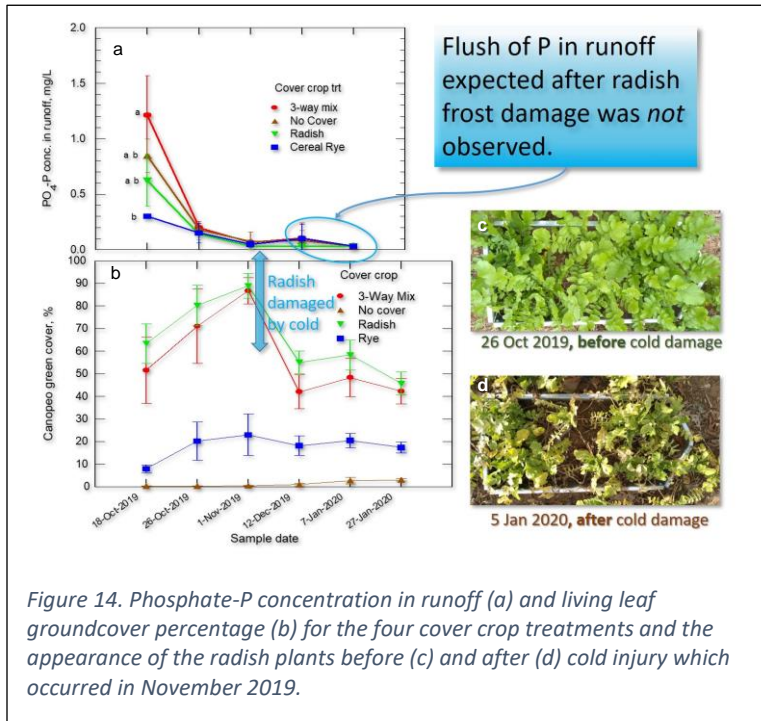 2.0
1.5
1.0
0.5
0.0
PO4-P conc. in runoff, mg/L
a
Cover crop trt
3-way mix
No Cover
Radish
Cereal Rye
a
a b
a b
b
Flush of P in runoff
expected after radish
frost damage was not
observed.
100
90
80
70
60
50
40
30
20
10
0
Canopeo green cover, %
b
Radish
damaged
by cold
Cover crop
3-Way Mix
No cover
Radish
Rye
18-Oct-2019
26-Oct-2019
1-Nov-2019
12-Dec-2019
7-Jan-2020
27-Jan-2020
Sample date
c
26 Oct 2019, before cold damage
d
5 Jan 2020, after cold damage
Figure 14. Phosphate-P concentration in runoff (a) and living leaf
groundcover percentage (b) for the four cover crop treatments and the
appearance of the radish plants before (c) and after (d) cold injury which
occurred in November 2019.